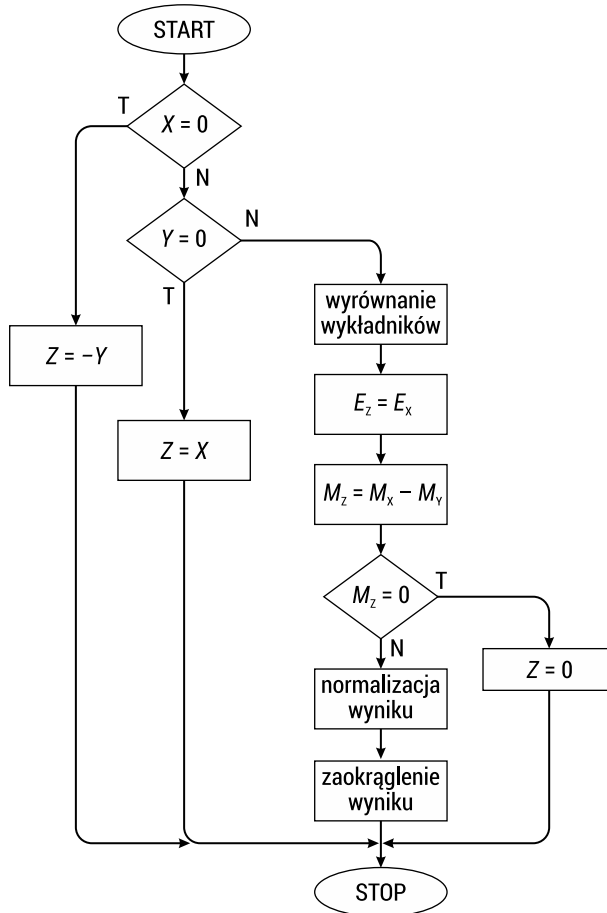 START
T
X = 0
N
Y = 0
N
T
wyrównanie
wykładników
Z = –Y
E_Z = E_X
Z = X
M_Z = M_X – M_Y
M_Z = 0
T
N
Z = 0
normalizacja
wyniku
zaokrąglenie
wyniku
STOP